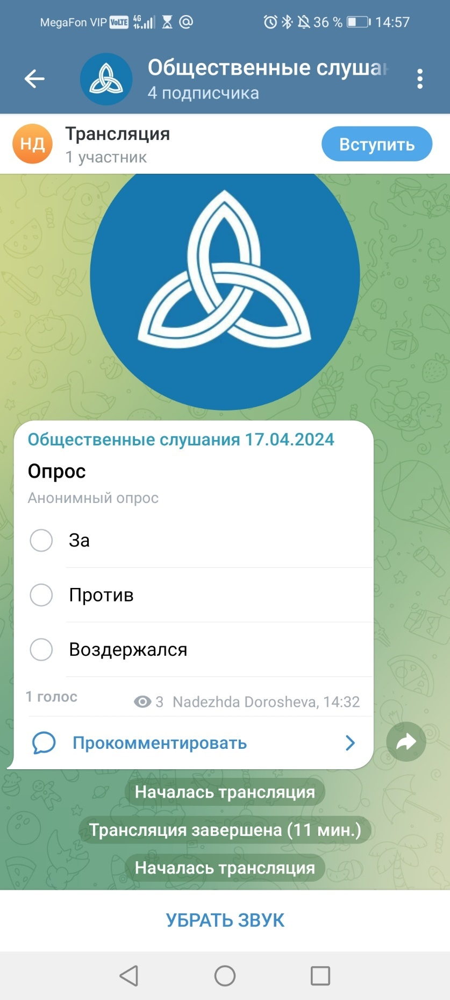 MegaFon VIP VoLTE 4G 36 % 14:57
Общественные слуша
4 подписчика
НД
Трансляция
1 участник
Вступить
Общественные слушания 17.04.2024
Опрос
Анонимный опрос
За
Против
Воздержался
1 голос 3 Nadezhda Dorosheva, 14:32
Прокомментировать
Началась трансляция
Трансляция завершена (11 мин.)
Началась трансляция
УБРАТЬ ЗВУК